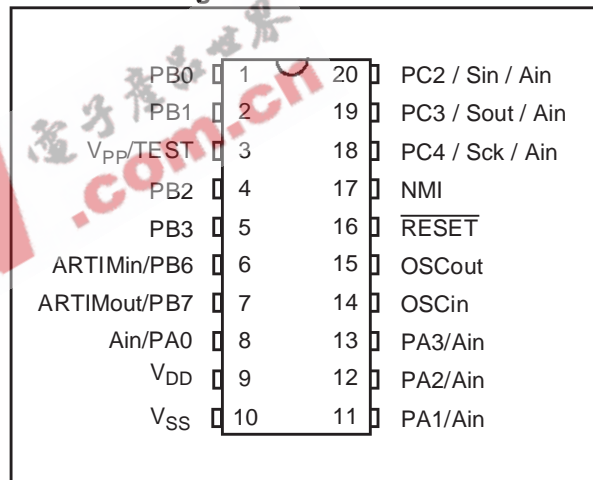 PB0 1 20 PC2 / Sin / Ain
PB1 2 19 PC3 / Sout / Ain
VPP/TEST 3 18 PC4 / Sck / Ain
PB2 4 17 NMI
PB3 5 16 RESET
ARTIMin/PB6 6 15 OSCout
ARTIMout/PB7 7 14 OSCin
Ain/PA0 8 13 PA3/Ain
VDD 9 12 PA2/Ain
VSS 10 11 PA1/Ain
電子產品世界
.com.cn